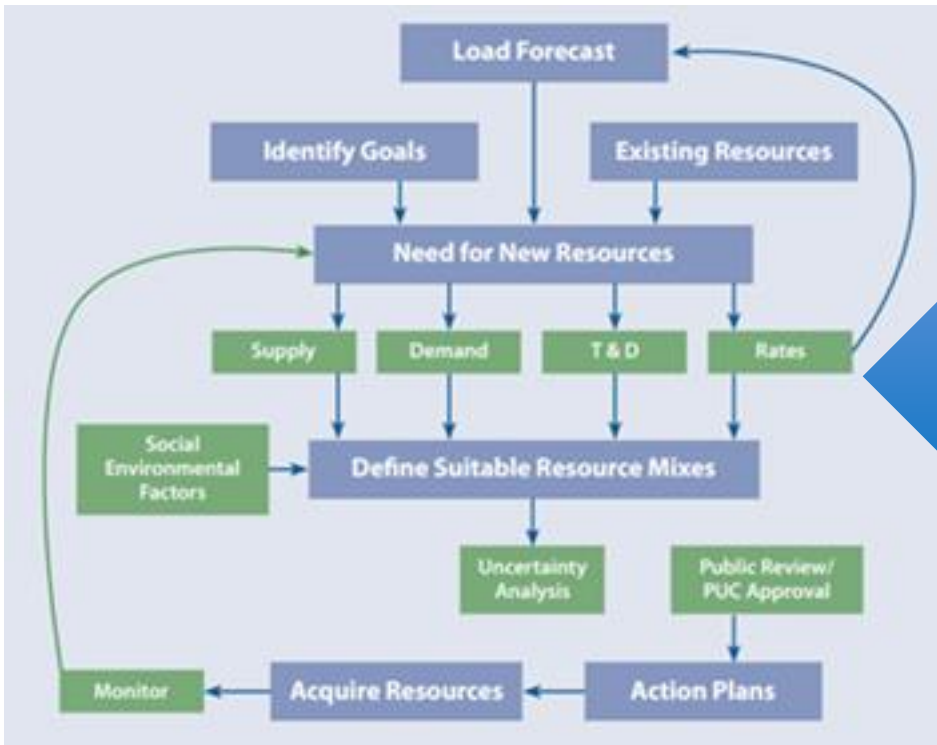 Load Forecast
Identify Goals
Existing Resources
Need for New Resources
Supply
Demand
T & D
Rates
Social
Environmental
Factors
Define Suitable Resource Mixes
Uncertainty
Analysis
Public Review/
PUC Approval
Monitor
Acquire Resources
Action Plans